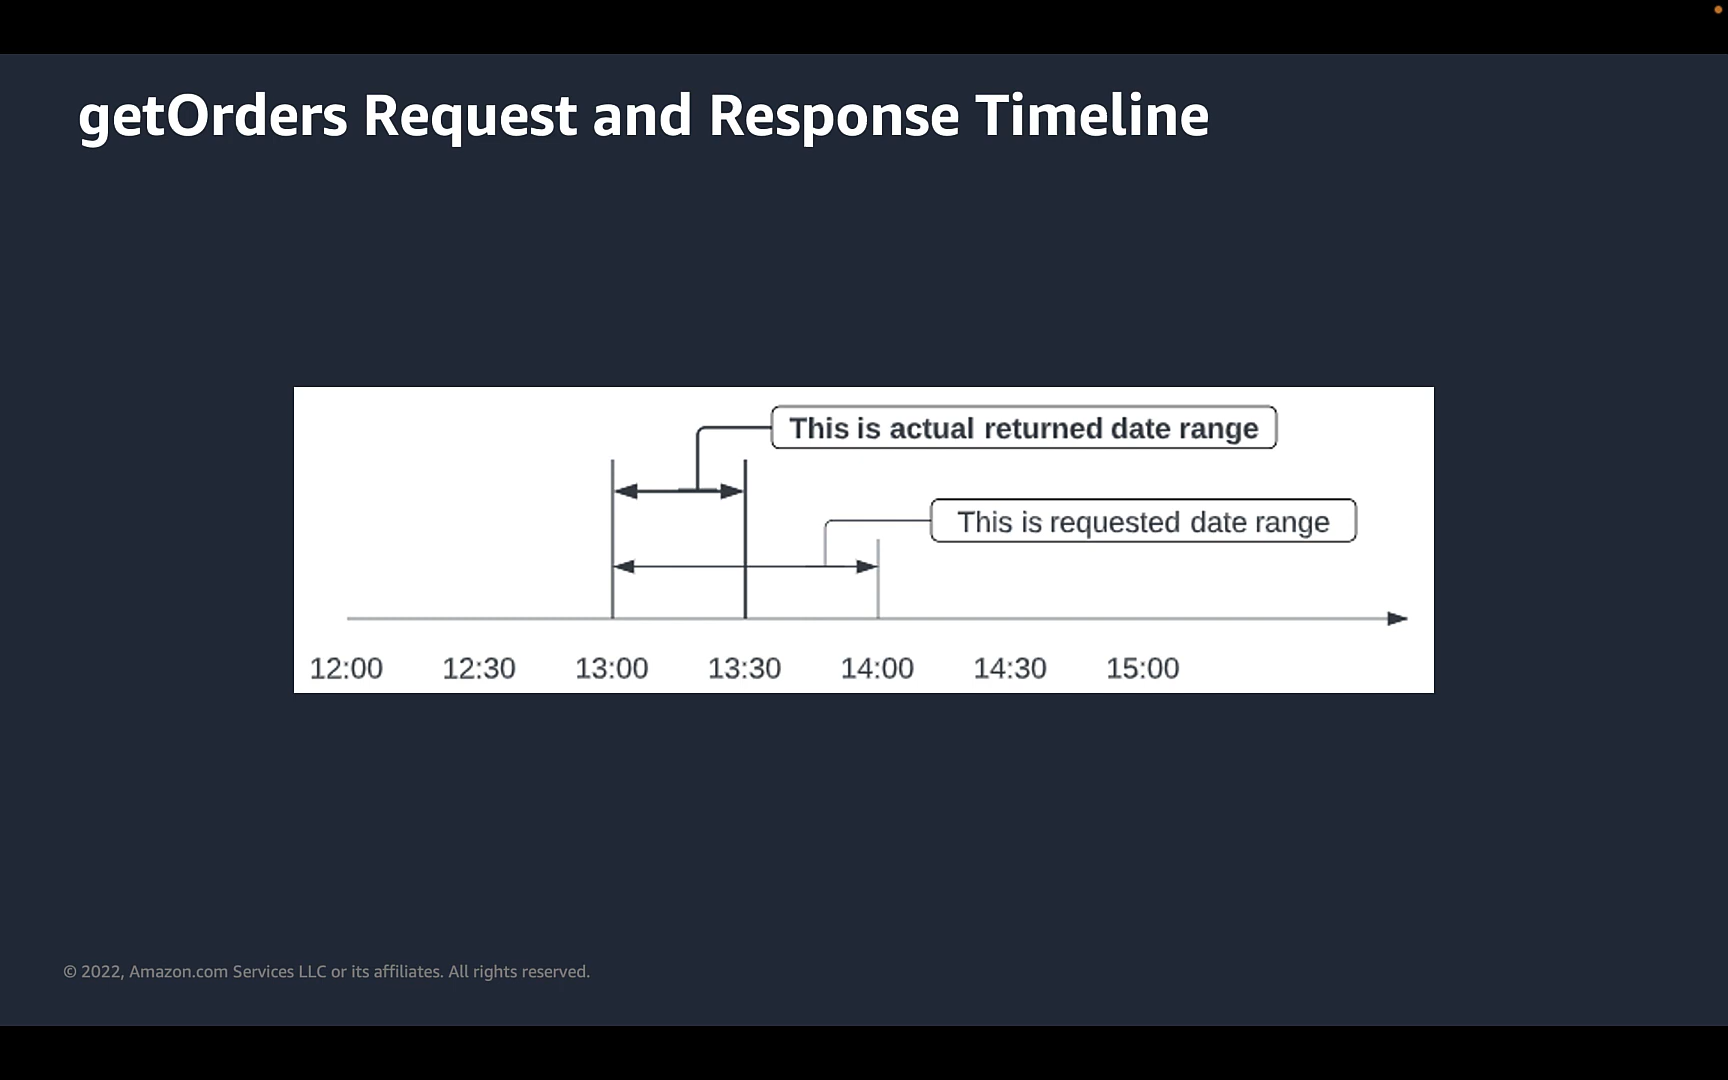 getOrders Request and Response Timeline
This is actual returned date range
This is requested date range
12:00 12:30 13:00 13:30 14:00 14:30 15:00
© 2022, Amazon.com Services LLC or its affiliates. All rights reserved.